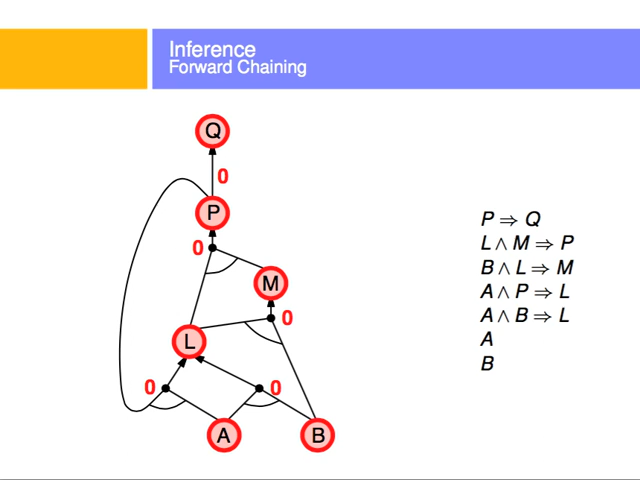 Inference
Forward Chaining
Q
0
P
0
M
0
L
0
0
A
B
P ⇒ Q
L ∧ M ⇒ P
B ∧ L ⇒ M
A ∧ P ⇒ L
A ∧ B ⇒ L
A
B